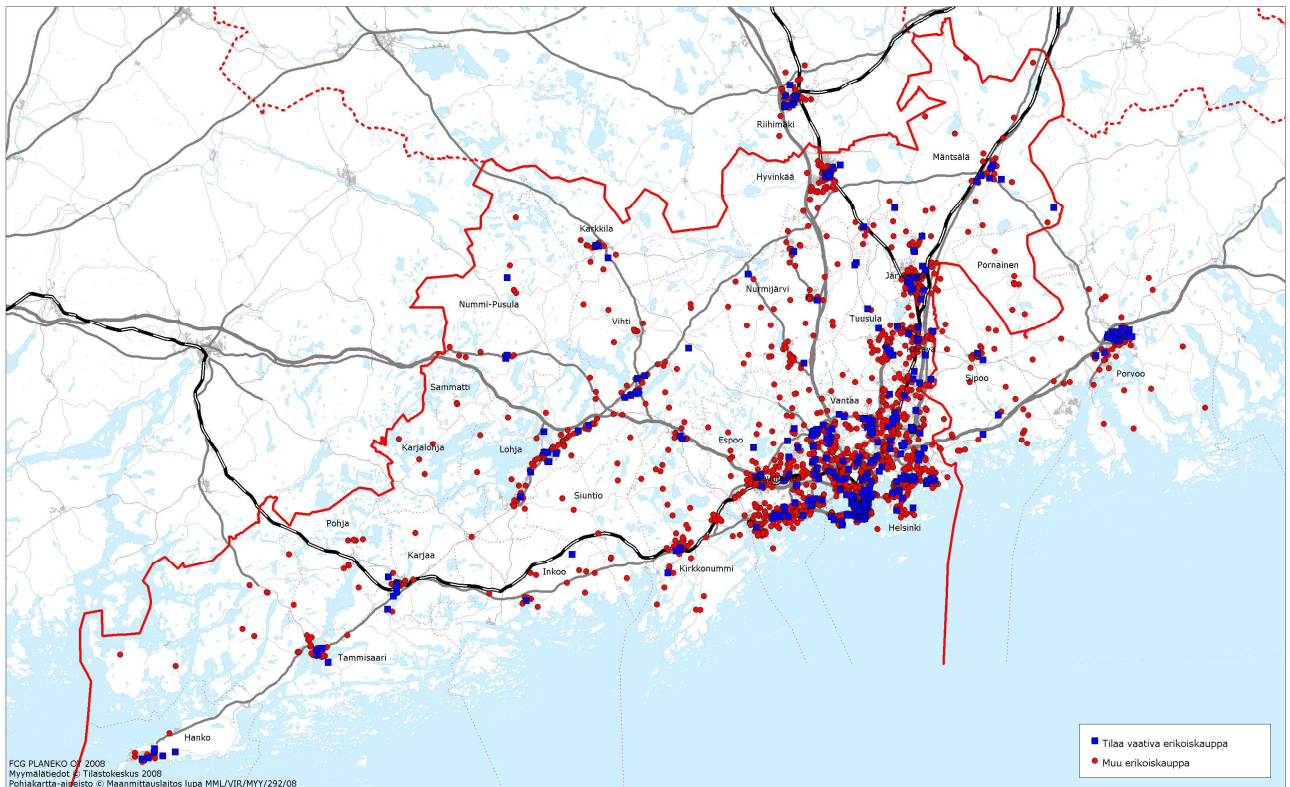 Riihimäki
Mäntsälä
Hyvinkää
Karkkila
Pornainen
Nurmijärvi
Nummi-Pusula
Vihti
Tuusula
Porvoo
Sipoo
Sammatti
Vantaa
Espoo
Karjalohja
Lohja
Siuntio
Helsinki
Pohja
Karjaa
Inkoo
Kirkkonummi
Tammisaari
Hanko
Tilaa vaativa erikoiskauppa
Muu erikoiskauppa
FCG PLANEKO OY 2008
Myymälätiedot © Tilastokeskus 2008
Pohjakartta-aineisto © Maanmittauslaitos lupa MML/VIR/MYY/292/08